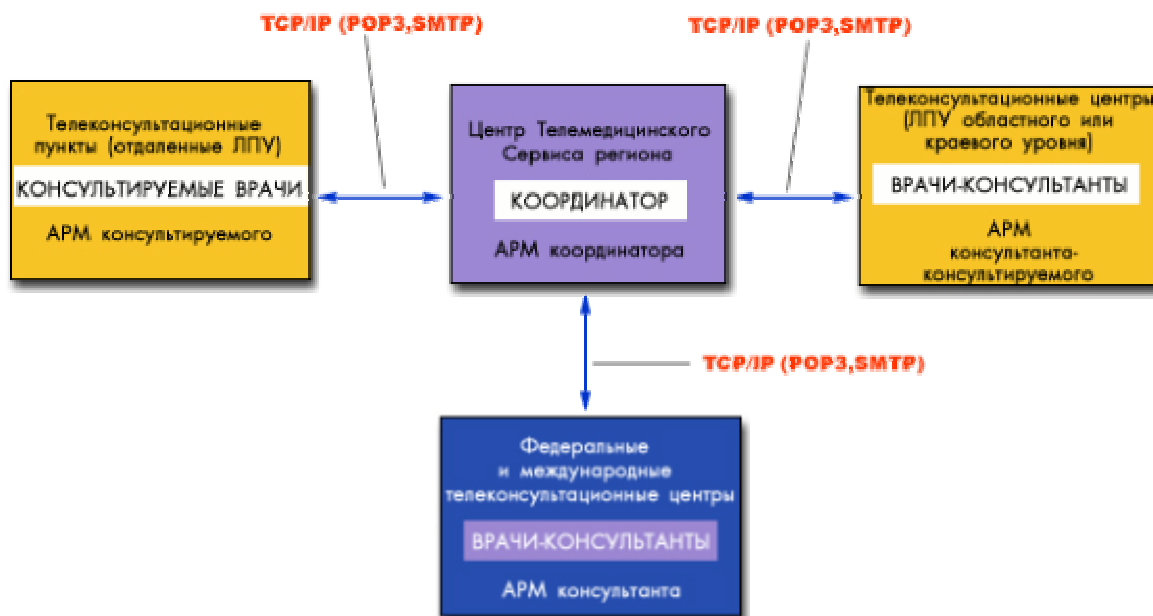 TCP/IP (POP3,SMTP)
TCP/IP (POP3,SMTP)
Телеконсультационные
пункты (отдаленные ЛПУ)
КОНСУЛЬТИРУЕМЫЕ ВРАЧИ
АРМ консультируемого
Центр Телемедицинского
Сервиса региона
КООРДИНАТОР
АРМ координатора
Телеконсультационные центры
(ЛПУ областного или
краевого уровня)
ВРАЧИ-КОНСУЛЬТАНТЫ
АРМ
консультанта-
консультируемого
TCP/IP (POP3,SMTP)
Федеральные
и международные
телеконсультационные центры
ВРАЧИ-КОНСУЛЬТАНТЫ
АРМ консультанта